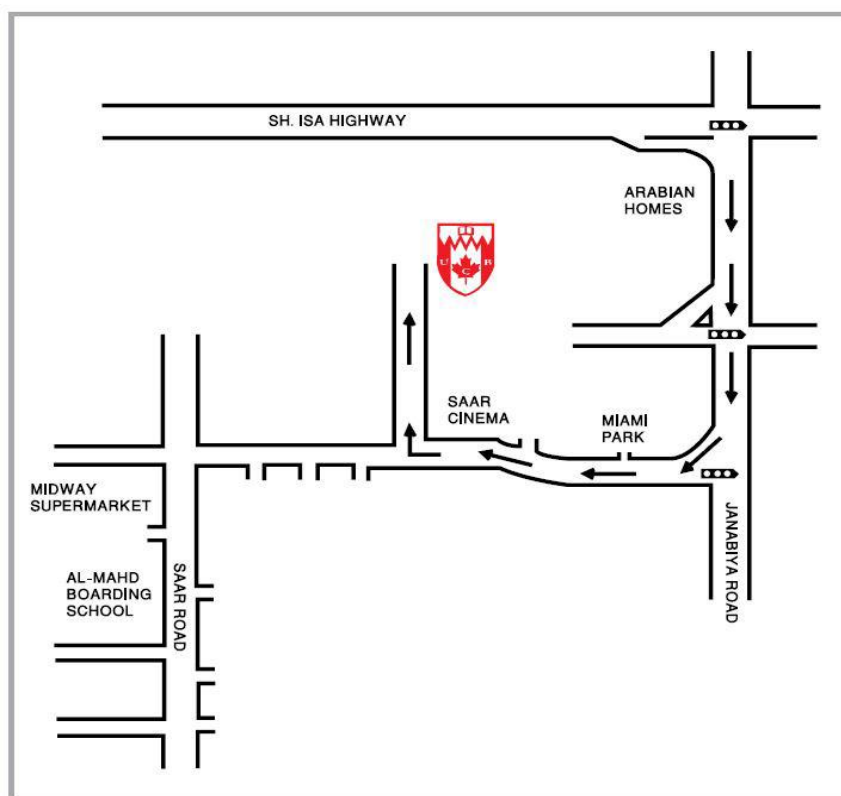 SH. ISA HIGHWAY
ARABIAN
HOMES
U C B
SAAR
CINEMA
MIAMI
PARK
MIDWAY
SUPERMARKET
AL-MAHD
BOARDING
SCHOOL
SAAR ROAD
JANABIYA ROAD